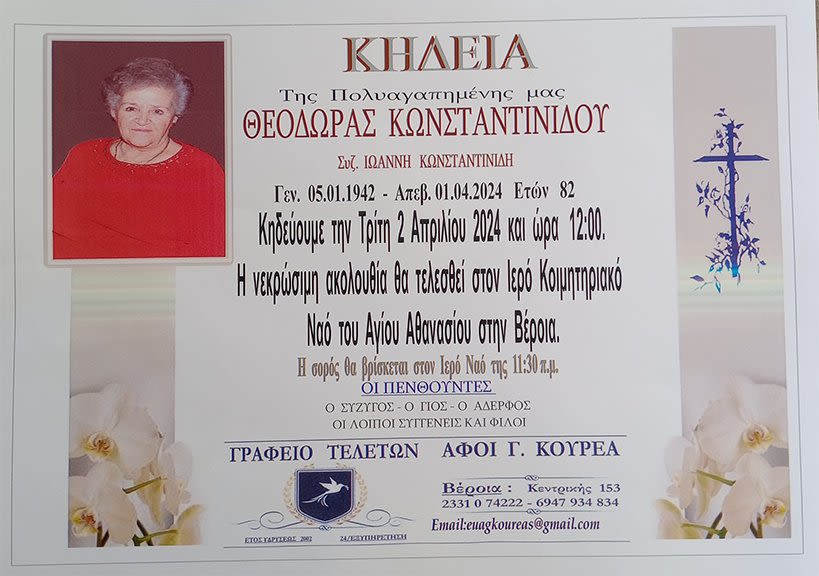 ΚΗΔΕΙΑ
Της Πολυαγαπημένης μας
ΘΕΟΔΩΡΑΣ ΚΩΝΣΤΑΝΤΙΝΙΔΟΥ
Συζ. ΙΩΑΝΝΗ ΚΩΝΣΤΑΝΤΙΝΙΔΗ
Γεν. 05.01.1942 - Απεβ. 01.04.2024 Ετών 82
Κηδεύουμε την Τρίτη 2 Απριλίου 2024 και ώρα 12:00.
Η νεκρώσιμη ακολουθία θα τελεσθεί στον Ιερό Κοιμητηριακό
Ναό του Αγίου Αθανασίου στην Βέροια.
Η σορός θα βρίσκεται στον Ιερό Ναό της 11:30 π.μ.
ΟΙ ΠΕΝΘΟΥΝΤΕΣ
Ο ΣΥΖΥΓΟΣ - Ο ΓΙΟΣ - Ο ΑΔΕΡΦΟΣ
ΟΙ ΛΟΙΠΟΙ ΣΥΓΓΕΝΕΙΣ ΚΑΙ ΦΙΛΟΙ
ΓΡΑΦΕΙΟ ΤΕΛΕΤΩΝ ΑΦΟΙ Γ. ΚΟΥΡΕΑ
ΕΤΟΣ ΙΔΡΥΣΕΩΣ 2002 24/ΕΞΥΠΗΡΕΤΗΣΗ
Βέροια : Κεντρικής 153
2331 0 74222 - 6947 934 834
Email:euagkoureas@gmail.com